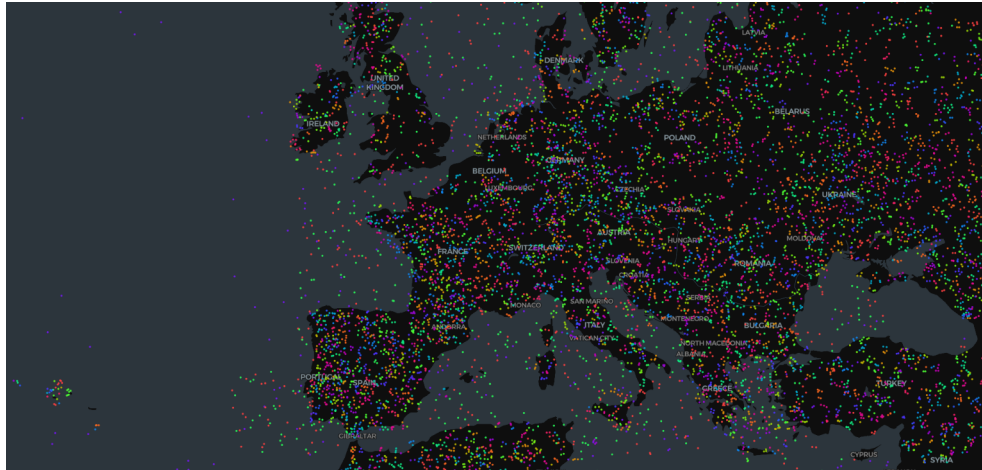 LATVIA
DENMARK
LITHUANIA
UNITED
KINGDOM
BELARUS
IRELAND
NETHERLANDS
POLAND
GERMANY
BELGIUM
LUXEMBOURG
CZECHIA
UKRAINE
SLOVAKIA
AUSTRIA
HUNGARY
MOLDOVA
FRANCE
SWITZERLAND
SLOVENIA
ROMANIA
CROATIA
SERBIA
SAN MARINO
MONACO
MONTENEGRO
ANDORRA
ITALY
BULGARIA
VATICAN CITY
NORTH MACEDONIA
ALBANIA
PORTUGAL
SPAIN
GREECE
TURKEY
GIBRALTAR
CYPRUS
SYRIA